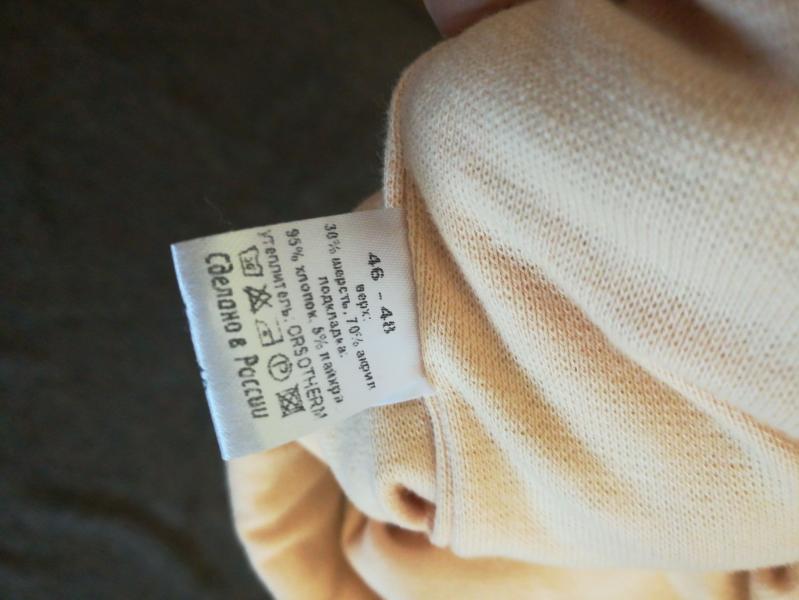 46 - 48
верх:
30% шерсть, 70% акрил
подкладка:
95% хлопок, 5% лайкра
утеплитель: ORSOTHERM
Сделано в России